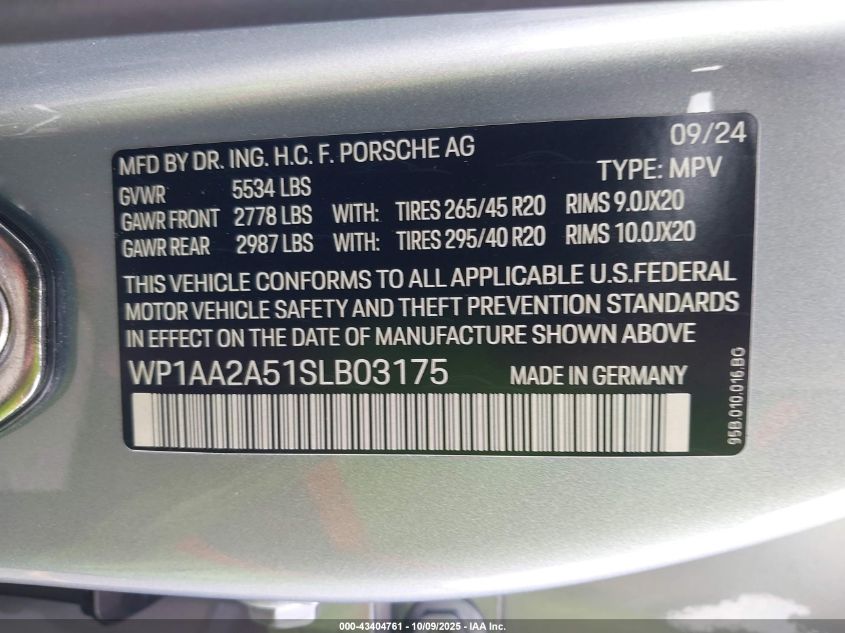 09/24
MFD BY DR. ING. H.C. F. PORSCHE AG
TYPE: MPV
GVWR 5534 LBS
GAWR FRONT 2778 LBS WITH: TIRES 265/45 R20 RIMS 9.0JX20
GAWR REAR 2987 LBS WITH: TIRES 295/40 R20 RIMS 10.0JX20
THIS VEHICLE CONFORMS TO ALL APPLICABLE U.S.FEDERAL
MOTOR VEHICLE SAFETY AND THEFT PREVENTION STANDARDS
IN EFFECT ON THE DATE OF MANUFACTURE SHOWN ABOVE
WP1AA2A51SLB03175 MADE IN GERMANY
95B.010.016.BG
000-43404761 - 10/09/2025 - IAA Inc.